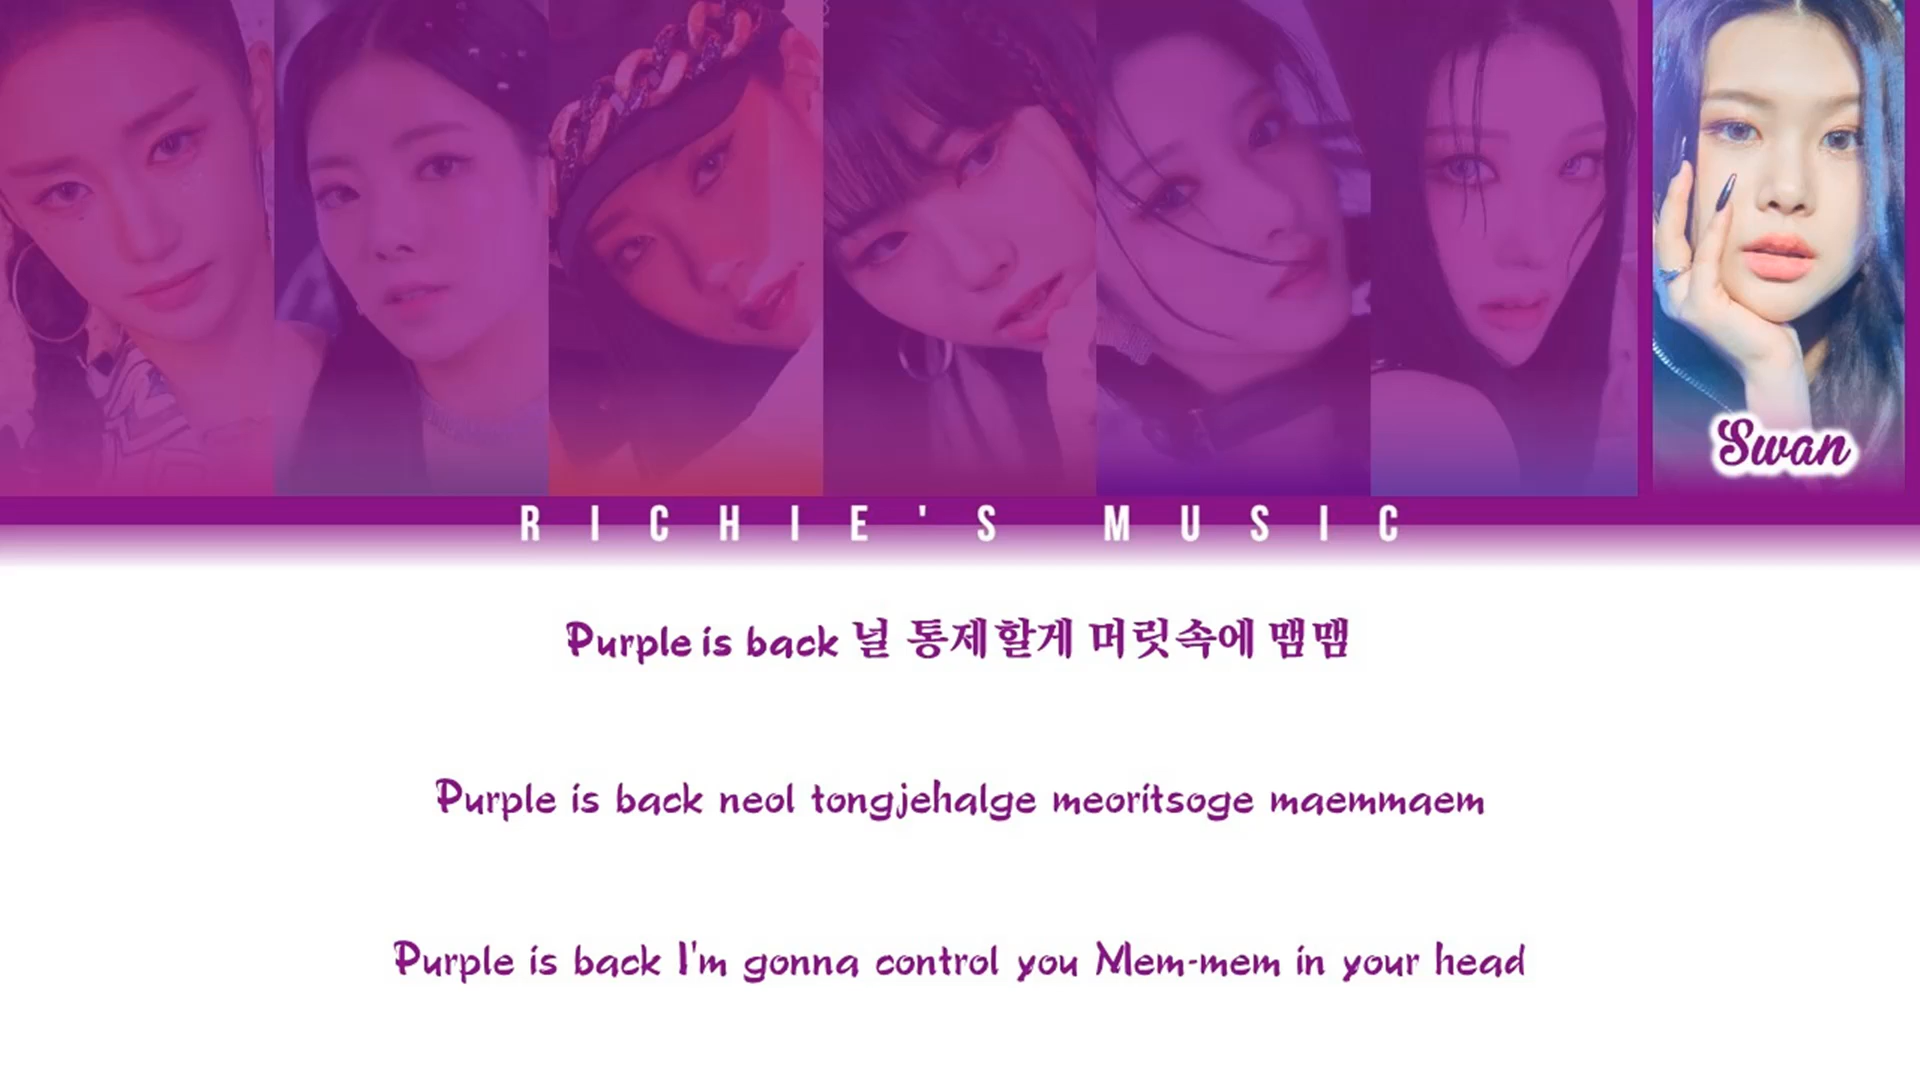 Swan
RICHIE'S MUSIC
Purple is back 널 통제할게 머릿속에 맴맴
Purple is back neol tongjehalge meoritsoge maemmaem
Purple is back I'm gonna control you Mem-mem in your head